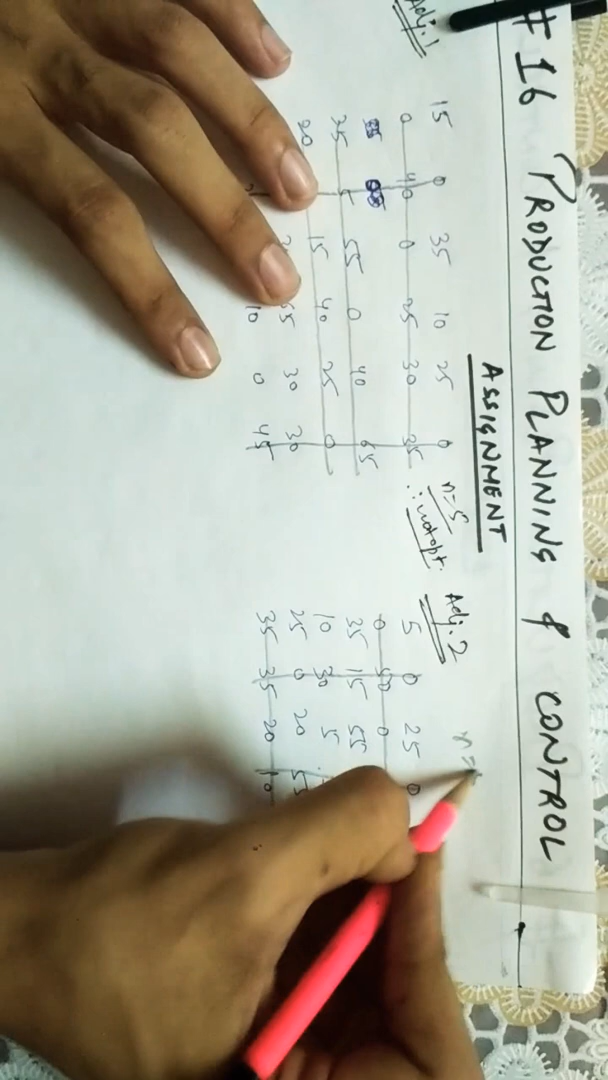 #16 PRODUCTION PLANNING & CONTROL
ASSIGNMENT
Adj. 1
15 0 35 10 25 0
0 40 0 25 30 35
35 5 55 0 40 65
20 15 40 25 0
30 30
10 0 45
n=5
∴ not opt.
Adj. 2
n=
5 0 25 0
0 50 0
35 15 55
10 30 5
25 0 20
35 35 20 10